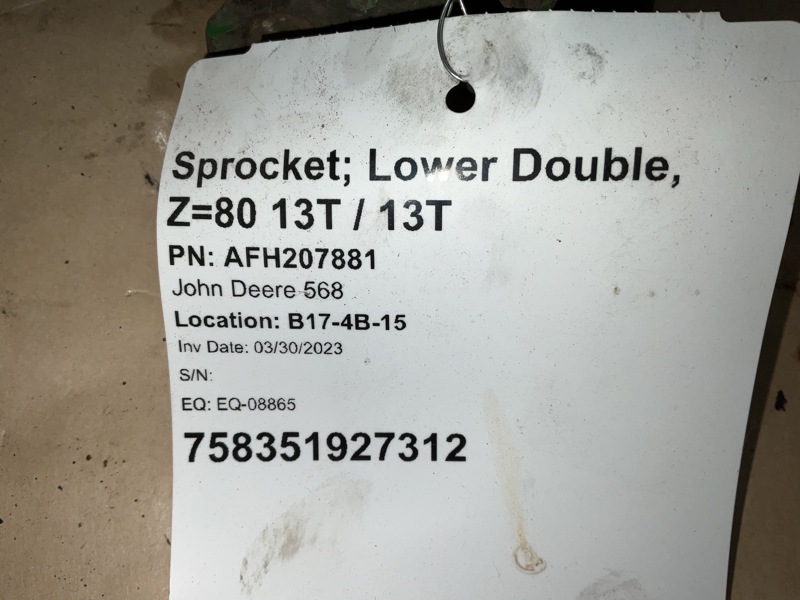 Sprocket; Lower Double,
Z=80 13T / 13T
PN: AFH207881
John Deere 568
Location: B17-4B-15
Inv Date: 03/30/2023
S/N:
EQ: EQ-08865
758351927312